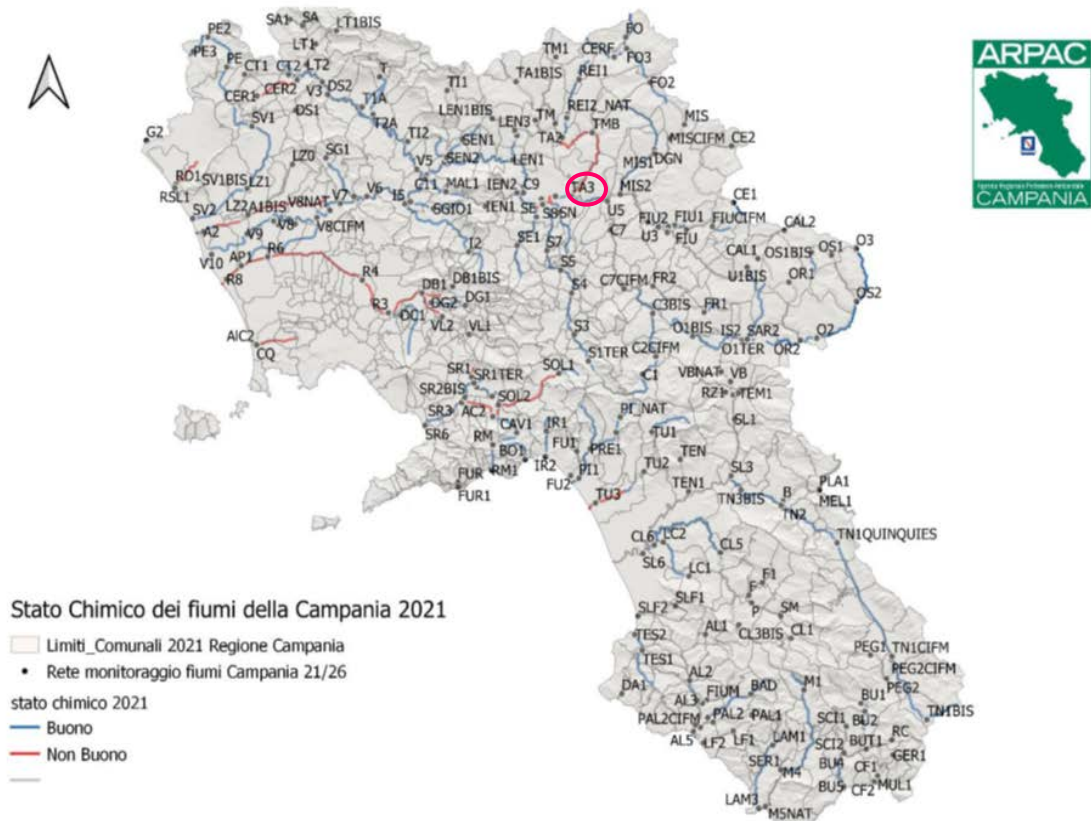 ARPAC
CAMPANIA
SA1 SA
LT1BIS
PE2
PE3
LT1
PE
CT1 CT2 LT2
CER1 CER2 V3 DS2
DS1
SV1
T
T1A
T2A
TI1
TI2
TM1 CERF FO
FO3
TA1BIS REI1 FO2
LEN1BIS
LEN3 TM
REI2_NAT
TA2 TMB
MIS
MISCIFM CE2
MIS1 DGN
SEN1
SEN2 LEN1
G2
RO1
RSL1
LZ0 SG1
SV1BIS LZ1
V5
C11 MAL1 IEN2 C9
TA3 MIS2
CE1
SV2 LZ2 A1BIS V8NAT V7 V6 I5
SGIO1 IEN1 SE SBSN U5
A2 V9 V8 V8CIFM
SE1 S7
C7 FIU2 FIU1 FIUCIFM
U3 FIU
CAL2
V10 AP1 R6
I2
S5
CAL1 OS1BIS OS1 O3
U1BIS OR1
R8 R4
DB1 DB1BIS
DG2 DG1
S4
C7CIFM FR2
OS2
R3 DC1
VL2 VL1
C3BIS FR1
AIC2
CQ
S3
O1BIS IS2 SAR2 O2
S1TER C2CIFM O1TER OR2
SR1 SR1TER SOL1
C1 VBNAT VB
SR2BIS SOL2
RZ1 TEM1
SR3 AC2
SL1
SR6 CAV1 IR1 PI_NAT
RM BO1 FU1 PRE1 TU1
FUR RM1 IR2 PI1 TU2 TEN
SL3
FUR1 FU2 TU3 TEN1 TN3BIS B PLA1
TN2 MEL1
TN1QUINQUIES
CL6 LC2 CL5
SL6 LC1
F F1
Stato Chimico dei fiumi della Campania 2021
SLF2 SLF1 P SM
Limiti_Comunali 2021 Regione Campania
TES2 AL1 CL3BIS CL1
Rete monitoraggio fiumi Campania 21/26
TES1 PEG1 TN1CIFM
PEG2CIFM
stato chimico 2021
AL2 PEG2
DA1 AL3 FIUM BAD M1 BU1
Buono
PAL2CIFM PAL2 PAL1 SCI1 BU2 TN1BIS
AL5 LF2 LF1 LAM1 SCI2 BUT1 RC
Non Buono
SER1 M4 BU4 CF1 GER1
BU5 CF2 MUL1
LAM3 M5NAT